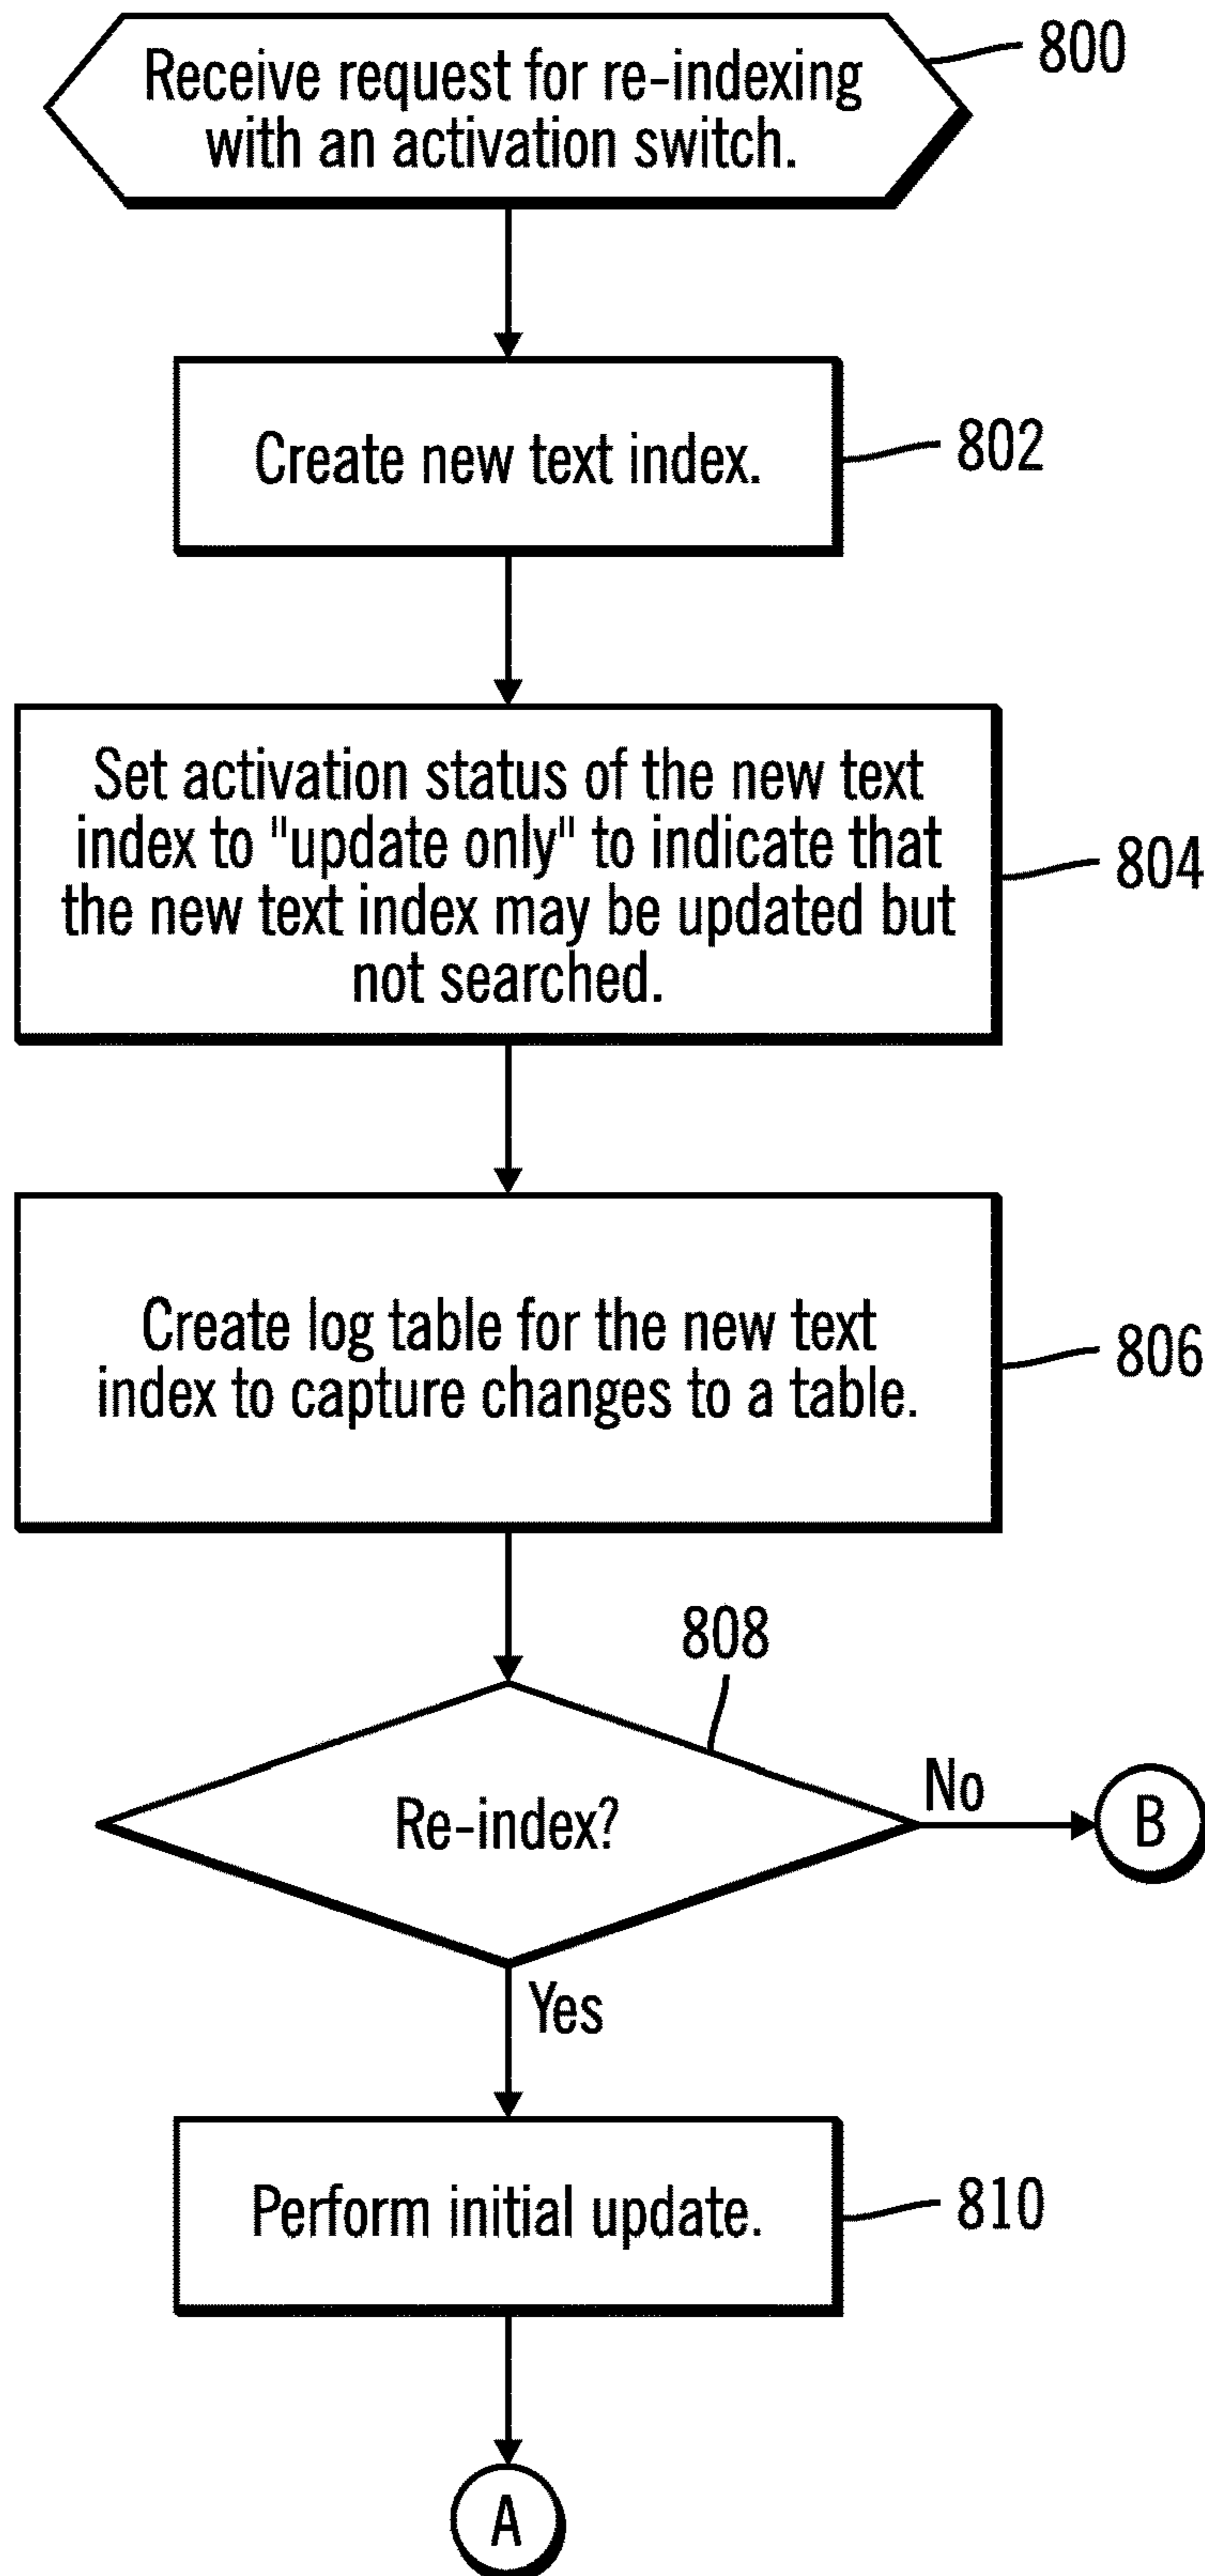 Receive request for re-indexing
with an activation switch.
800
Create new text index.
802
Set activation status of the new text
index to "update only" to indicate that
the new text index may be updated but
not searched.
804
Create log table for the new text
index to capture changes to a table.
806
808
Re-index?
No
B
Yes
Perform initial update.
810
A